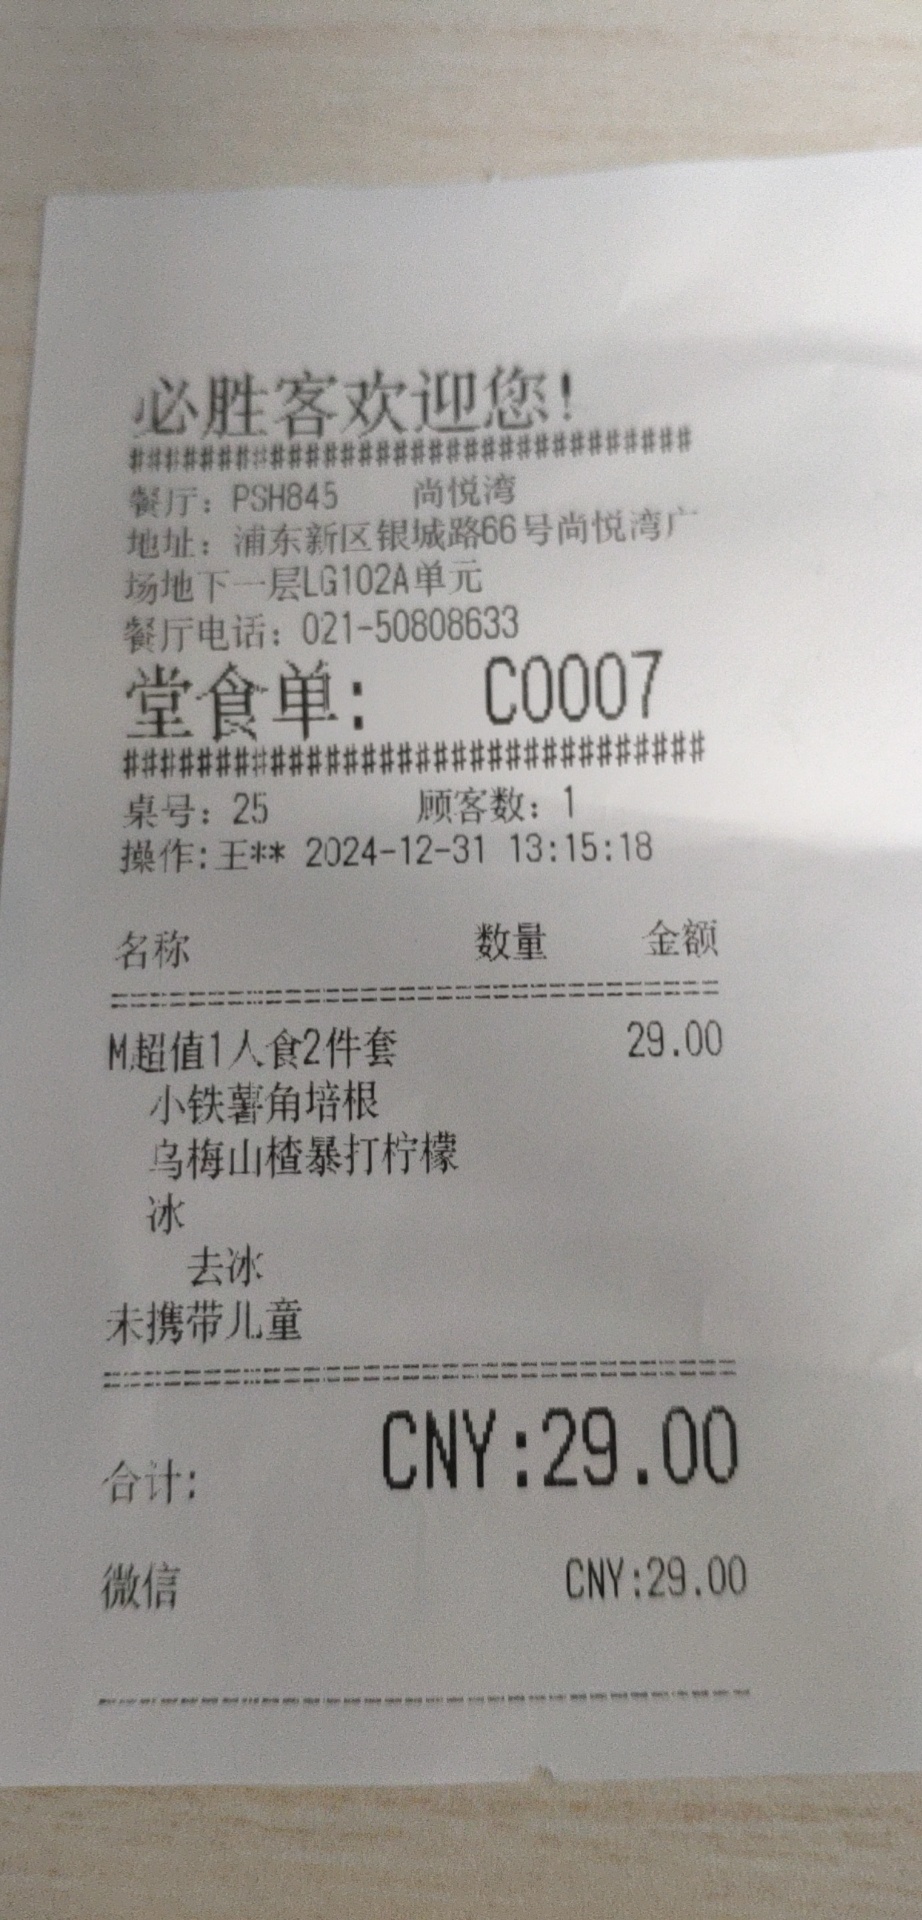 必胜客欢迎您!
################################
餐厅: PSH845 尚悦湾
地址: 浦东新区银城路66号尚悦湾广
场地下一层LG102A单元
餐厅电话: 021-50808633
堂食单: C0007
################################
桌号: 25 顾客数: 1
操作:王** 2024-12-31 13:15:18
名称 数量 金额
M超值1人食2件套 29.00
小铁薯角培根
乌梅山楂暴打柠檬
冰
去冰
未携带儿童
合计: CNY:29.00
微信 CNY:29.00